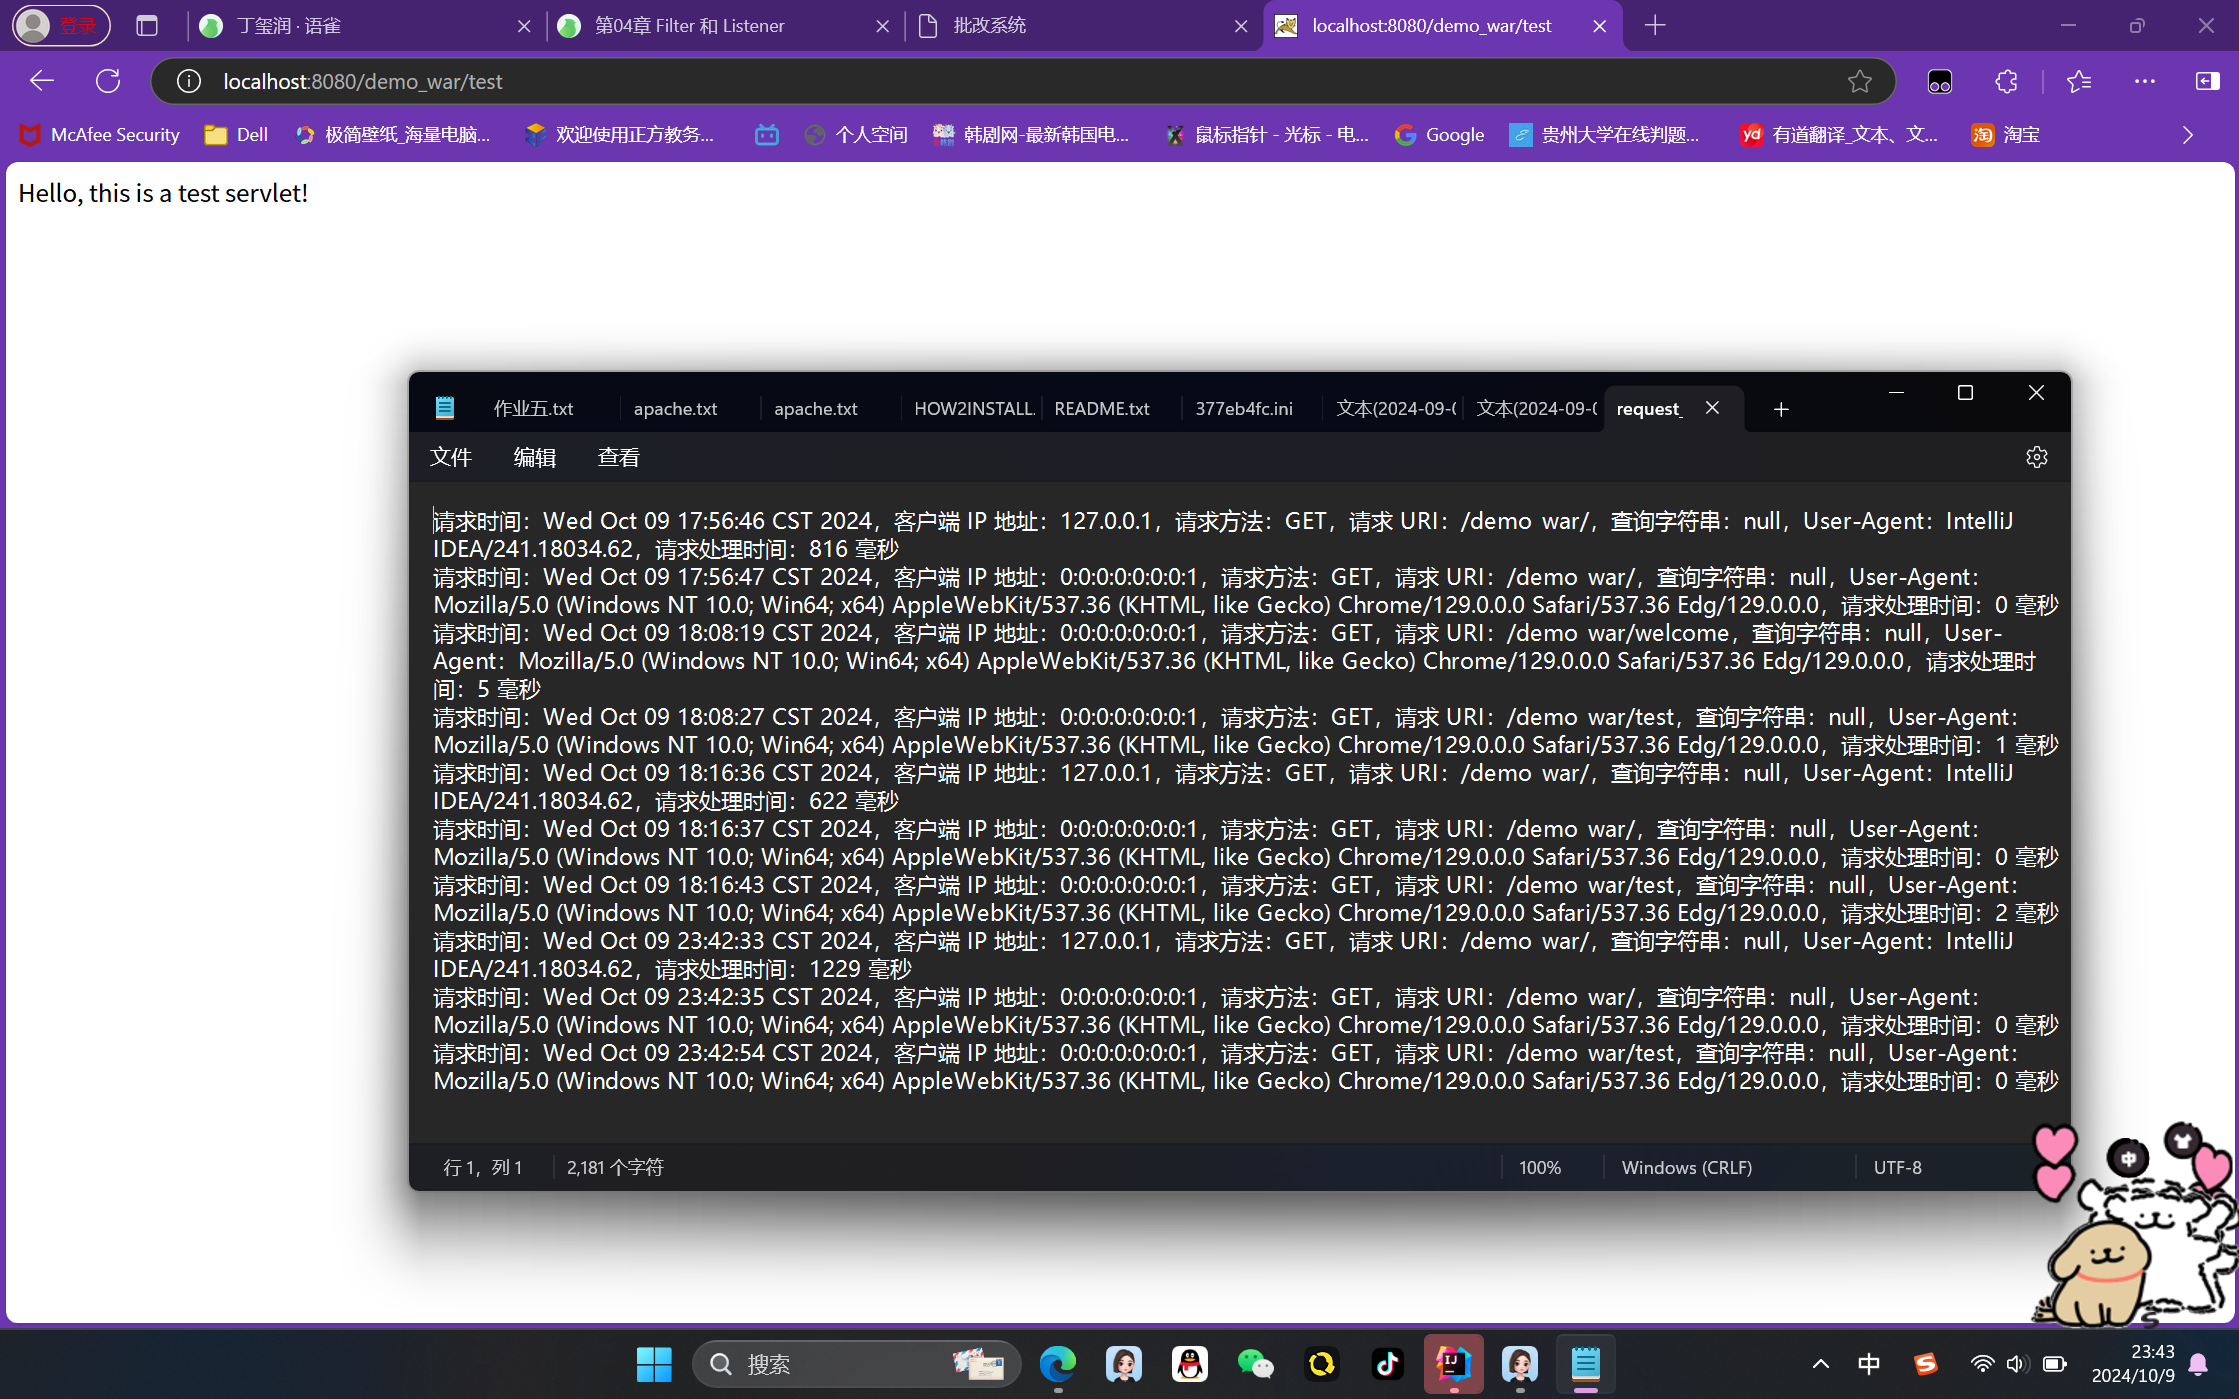 登录
丁玺润 · 语雀
第04章 Filter 和 Listener
批改系统
localhost:8080/demo_war/test
localhost:8080/demo_war/test
McAfee Security
Dell
极简壁纸_海量电脑...
欢迎使用正方教务...
个人空间
韩剧网-最新韩国电...
鼠标指针 - 光标 - 电...
Google
贵州大学在线判题...
有道翻译_文本、文...
淘宝
Hello, this is a test servlet!
作业五.txt
apache.txt
apache.txt
HOW2INSTALL.
README.txt
377eb4fc.ini
文本(2024-09-(
文本(2024-09-(
request_
文件
编辑
查看
请求时间：Wed Oct 09 17:56:46 CST 2024，客户端 IP 地址：127.0.0.1，请求方法：GET，请求 URI：/demo_war/，查询字符串：null，User-Agent：IntelliJ
IDEA/241.18034.62，请求处理时间：816 毫秒
请求时间：Wed Oct 09 17:56:47 CST 2024，客户端 IP 地址：0:0:0:0:0:0:0:1，请求方法：GET，请求 URI：/demo_war/，查询字符串：null，User-Agent：
Mozilla/5.0 (Windows NT 10.0; Win64; x64) AppleWebKit/537.36 (KHTML, like Gecko) Chrome/129.0.0.0 Safari/537.36 Edg/129.0.0.0，请求处理时间：0 毫秒
请求时间：Wed Oct 09 18:08:19 CST 2024，客户端 IP 地址：0:0:0:0:0:0:0:1，请求方法：GET，请求 URI：/demo_war/welcome，查询字符串：null，User-
Agent：Mozilla/5.0 (Windows NT 10.0; Win64; x64) AppleWebKit/537.36 (KHTML, like Gecko) Chrome/129.0.0.0 Safari/537.36 Edg/129.0.0.0，请求处理时
间：5 毫秒
请求时间：Wed Oct 09 18:08:27 CST 2024，客户端 IP 地址：0:0:0:0:0:0:0:1，请求方法：GET，请求 URI：/demo_war/test，查询字符串：null，User-Agent：
Mozilla/5.0 (Windows NT 10.0; Win64; x64) AppleWebKit/537.36 (KHTML, like Gecko) Chrome/129.0.0.0 Safari/537.36 Edg/129.0.0.0，请求处理时间：1 毫秒
请求时间：Wed Oct 09 18:16:36 CST 2024，客户端 IP 地址：127.0.0.1，请求方法：GET，请求 URI：/demo_war/，查询字符串：null，User-Agent：IntelliJ
IDEA/241.18034.62，请求处理时间：622 毫秒
请求时间：Wed Oct 09 18:16:37 CST 2024，客户端 IP 地址：0:0:0:0:0:0:0:1，请求方法：GET，请求 URI：/demo_war/，查询字符串：null，User-Agent：
Mozilla/5.0 (Windows NT 10.0; Win64; x64) AppleWebKit/537.36 (KHTML, like Gecko) Chrome/129.0.0.0 Safari/537.36 Edg/129.0.0.0，请求处理时间：0 毫秒
请求时间：Wed Oct 09 18:16:43 CST 2024，客户端 IP 地址：0:0:0:0:0:0:0:1，请求方法：GET，请求 URI：/demo_war/test，查询字符串：null，User-Agent：
Mozilla/5.0 (Windows NT 10.0; Win64; x64) AppleWebKit/537.36 (KHTML, like Gecko) Chrome/129.0.0.0 Safari/537.36 Edg/129.0.0.0，请求处理时间：2 毫秒
请求时间：Wed Oct 09 23:42:33 CST 2024，客户端 IP 地址：127.0.0.1，请求方法：GET，请求 URI：/demo_war/，查询字符串：null，User-Agent：IntelliJ
IDEA/241.18034.62，请求处理时间：1229 毫秒
请求时间：Wed Oct 09 23:42:35 CST 2024，客户端 IP 地址：0:0:0:0:0:0:0:1，请求方法：GET，请求 URI：/demo_war/，查询字符串：null，User-Agent：
Mozilla/5.0 (Windows NT 10.0; Win64; x64) AppleWebKit/537.36 (KHTML, like Gecko) Chrome/129.0.0.0 Safari/537.36 Edg/129.0.0.0，请求处理时间：0 毫秒
请求时间：Wed Oct 09 23:42:54 CST 2024，客户端 IP 地址：0:0:0:0:0:0:0:1，请求方法：GET，请求 URI：/demo_war/test，查询字符串：null，User-Agent：
Mozilla/5.0 (Windows NT 10.0; Win64; x64) AppleWebKit/537.36 (KHTML, like Gecko) Chrome/129.0.0.0 Safari/537.36 Edg/129.0.0.0，请求处理时间：0 毫秒
行 1，列 1
2,181 个字符
100%
Windows (CRLF)
UTF-8
中
搜索
中
23:43
2024/10/9